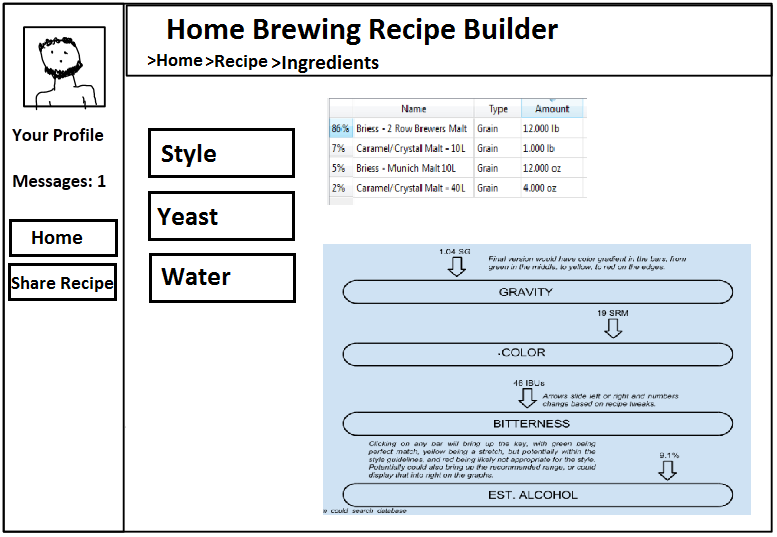 Home Brewing Recipe Builder
>Home >Recipe >Ingredients
Your Profile
Messages: 1
Home
Share Recipe
Style
Yeast
Water
Name Type Amount
86% Briess - 2 Row Brewers Malt Grain 12.000 lb
7% Caramel/Crystal Malt - 10L Grain 1.000 lb
5% Briess - Munich Malt 10L Grain 12.000 oz
2% Caramel/Crystal Malt - 40L Grain 4.000 oz
1.04 SG
Final version would have color gradient in the bars, from
green in the middle, to yellow, to red on the edges.
GRAVITY
19 SRM
-COLOR
46 IBUs
Arrows slide left or right and numbers
change based on recipe tweaks.
BITTERNESS
Clicking on any bar will bring up the key, with green being
perfect match, yellow being a stretch, but potentially within the
style guidelines, and red being likely not appropriate for the style.
Potentially could also bring up the recommended range, or could
display that into right on the graphs.
9.1%
EST. ALCOHOL
could search database